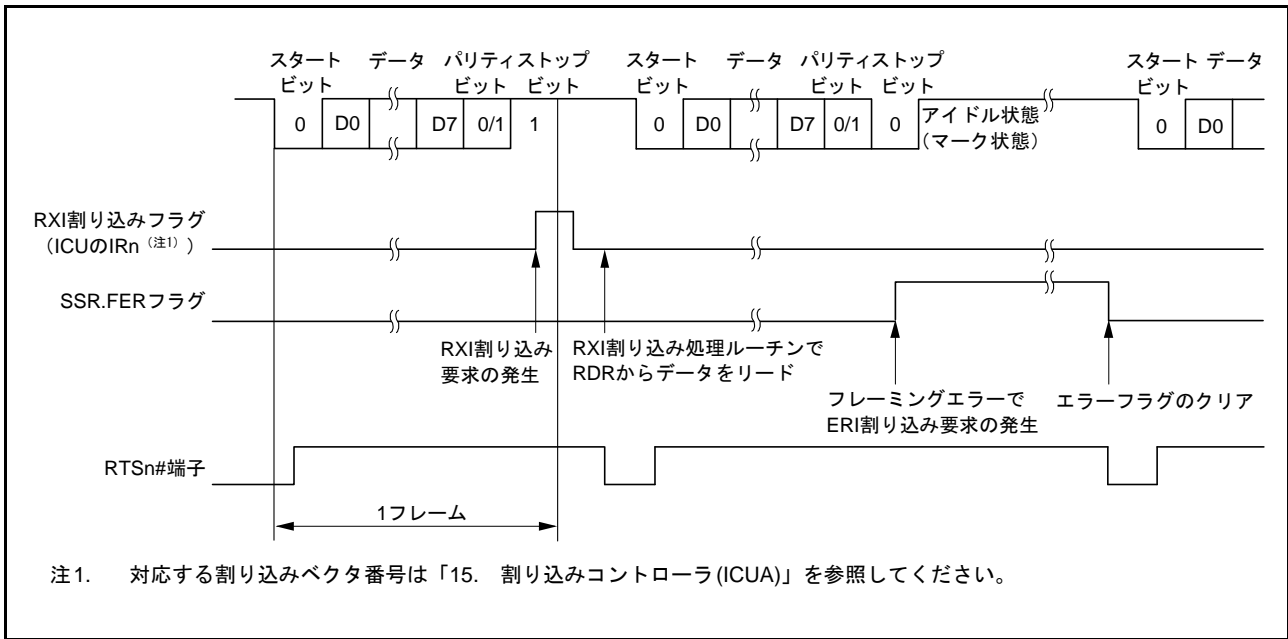 スタート データ パリティ ストップ スタート データ パリティ ストップ スタート データ
ビット ビット ビット ビット ビット ビット ビット
0 D0 D7 0/1 1 0 D0 D7 0/1 0 アイドル状態 0 D0
(マーク状態)
RXI割り込みフラグ
(ICUのIRn (注1) )
SSR.FERフラグ
RXI割り込み
要求の発生
RXI割り込み処理ルーチンで
RDRからデータをリード
フレーミングエラーで
ERI割り込み要求の発生
エラーフラグのクリア
RTSn#端子
1フレーム
注1. 対応する割り込みベクタ番号は「15. 割り込みコントローラ(ICUA)」を参照してください。